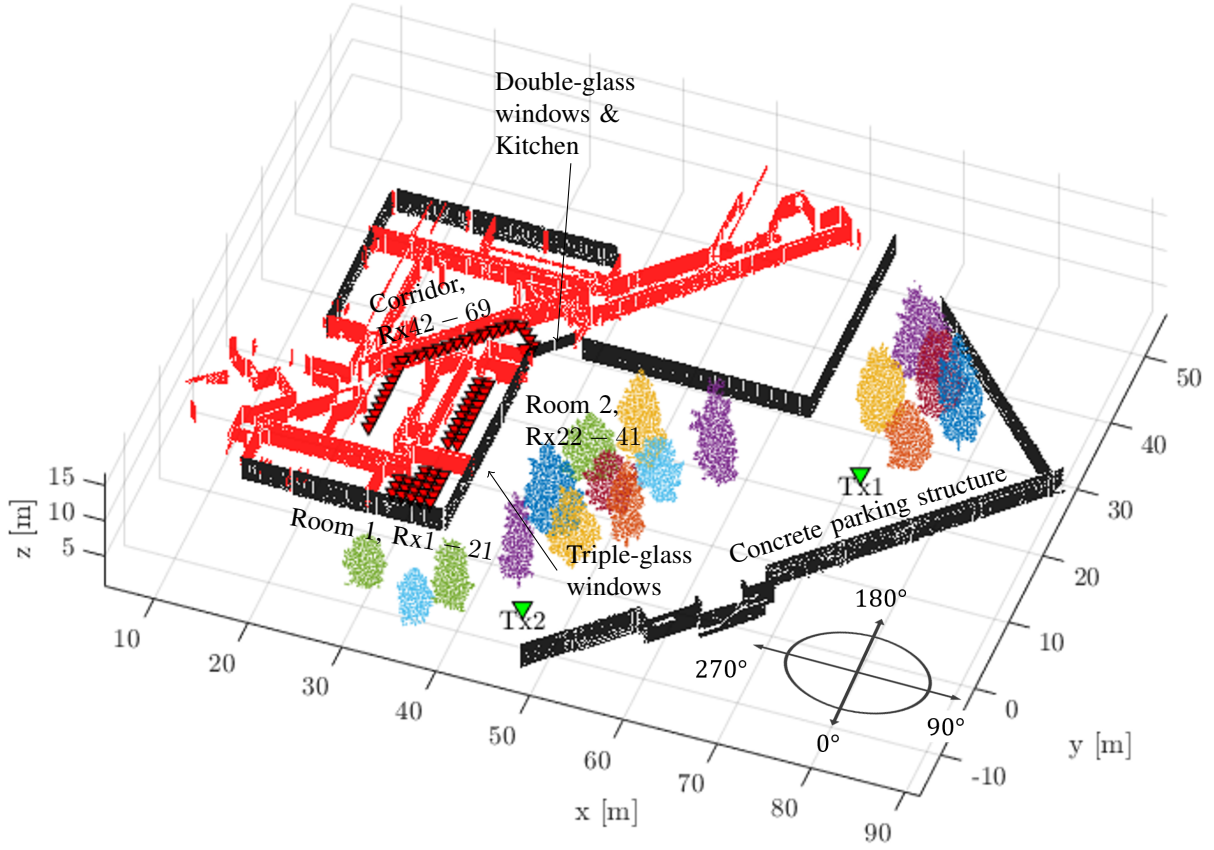 Double-glass
windows &
Kitchen
Corridor,
Rx42 – 69
Room 2,
Rx22 – 41
Tx1
Concrete parking structure
Room 1, Rx1 – 21
Triple-glass
windows
Tx2
180°
270°
90°
0°
z [m]
15
10
5
10
20
30
40
50
60
70
80
90
x [m]
50
40
30
20
10
0
-10
y [m]